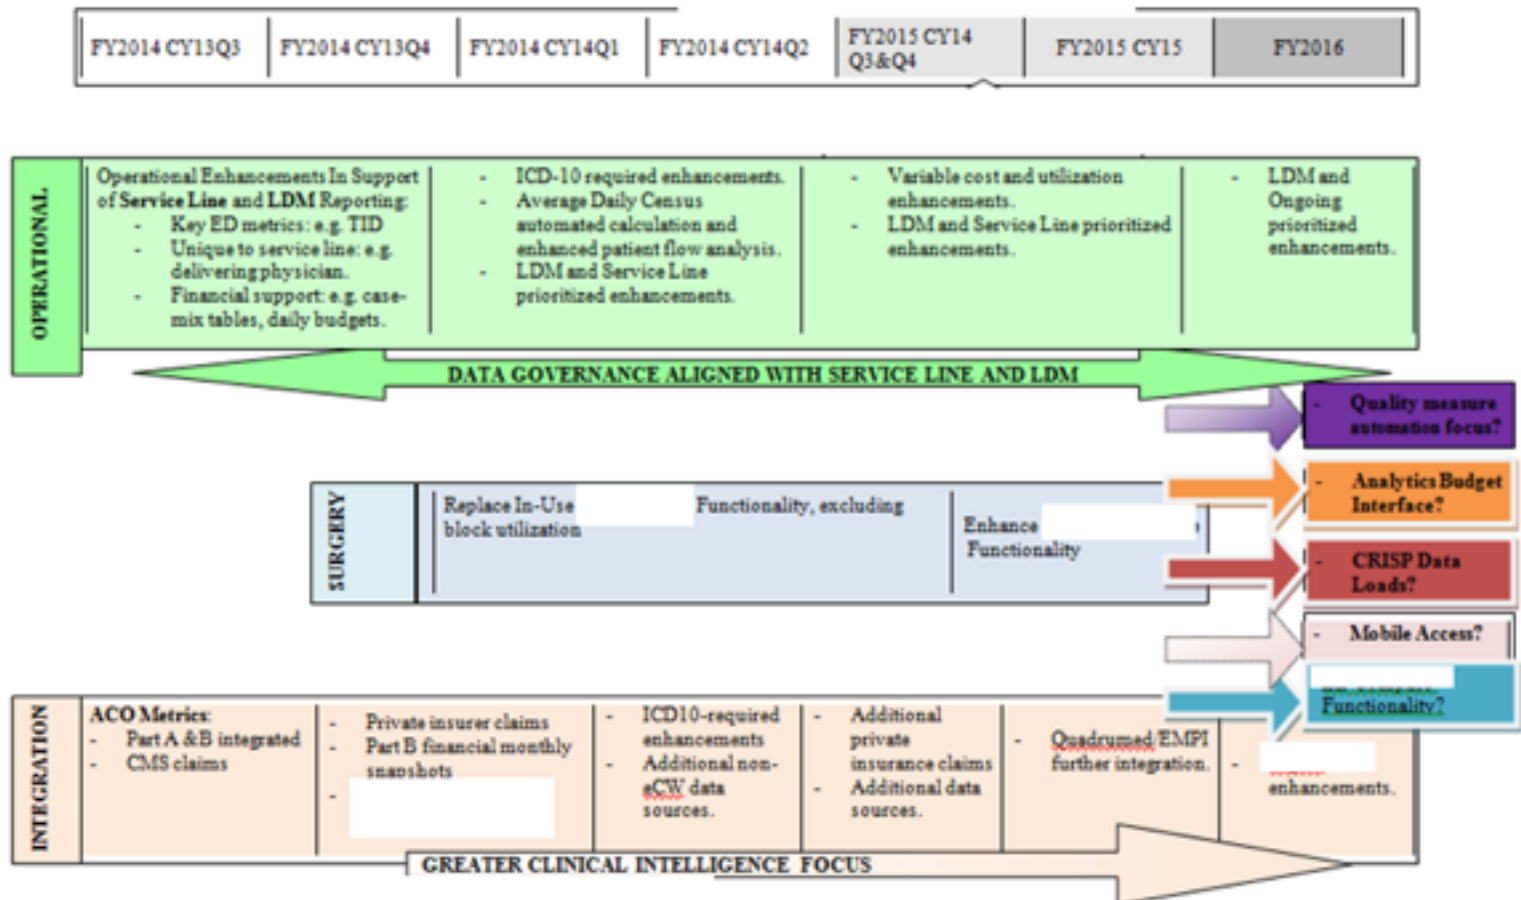 FY2014 CY13Q3
FY2014 CY13Q4
FY2014 CY14Q1
FY2014 CY14Q2
FY2015 CY14
Q3&Q4
FY2015 CY15
FY2016
OPERATIONAL
Operational Enhancements In Support
of Service Line and LDM Reporting:
- Key ED metrics: e.g. TID
- Unique to service line: e.g.
delivering physician.
- Financial support: e.g. case-
mix tables, daily budgets.
- ICD-10 required enhancements.
- Average Daily Census
automated calculation and
enhanced patient flow analysis.
- LDM and Service Line
prioritized enhancements.
- Variable cost and utilization
enhancements.
- LDM and Service Line prioritized
enhancements.
- LDM and
Ongoing
prioritized
enhancements.
DATA GOVERNANCE ALIGNED WITH SERVICE LINE AND LDM
- Quality measure
automation focus?
- Analytics Budget
Interface?
- CRISP Data
Loads?
- Mobile Access?
Functionality?
SURGERY
Replace In-Use Functionality, excluding
block utilization
Enhance
Functionality
INTEGRATION
ACO Metrics:
- Part A &B integrated
- CMS claims
- Private insurer claims
- Part B financial monthly
snapshots
-
- ICD10-required
enhancements
- Additional non-
eCW data
sources.
- Additional
private
insurance claims
- Additional data
sources.
- Quadrumed/EMPI
further integration.
-
enhancements.
GREATER CLINICAL INTELLIGENCE FOCUS